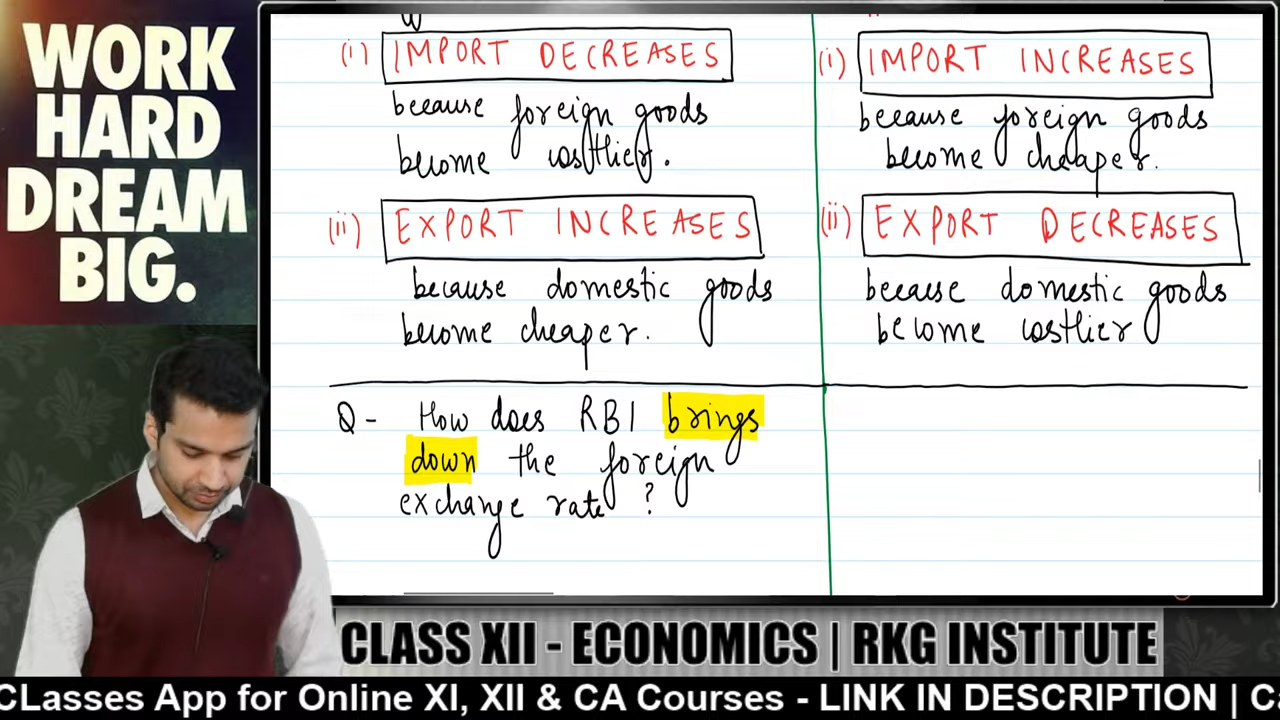 WORK
HARD
DREAM
BIG.
(i) IMPORT DECREASES
because foreign goods
become costlier.
(ii) EXPORT INCREASES
because domestic goods
become cheaper.
(i) IMPORT INCREASES
because foreign goods
become cheaper.
(ii) EXPORT DECREASES
because domestic goods
become costlier
Q- How does RBI brings
down the foreign
exchange rate ?
CLASS XII - ECONOMICS | RKG INSTITUTE
CLasses App for Online XI, XII & CA Courses - LINK IN DESCRIPTION |